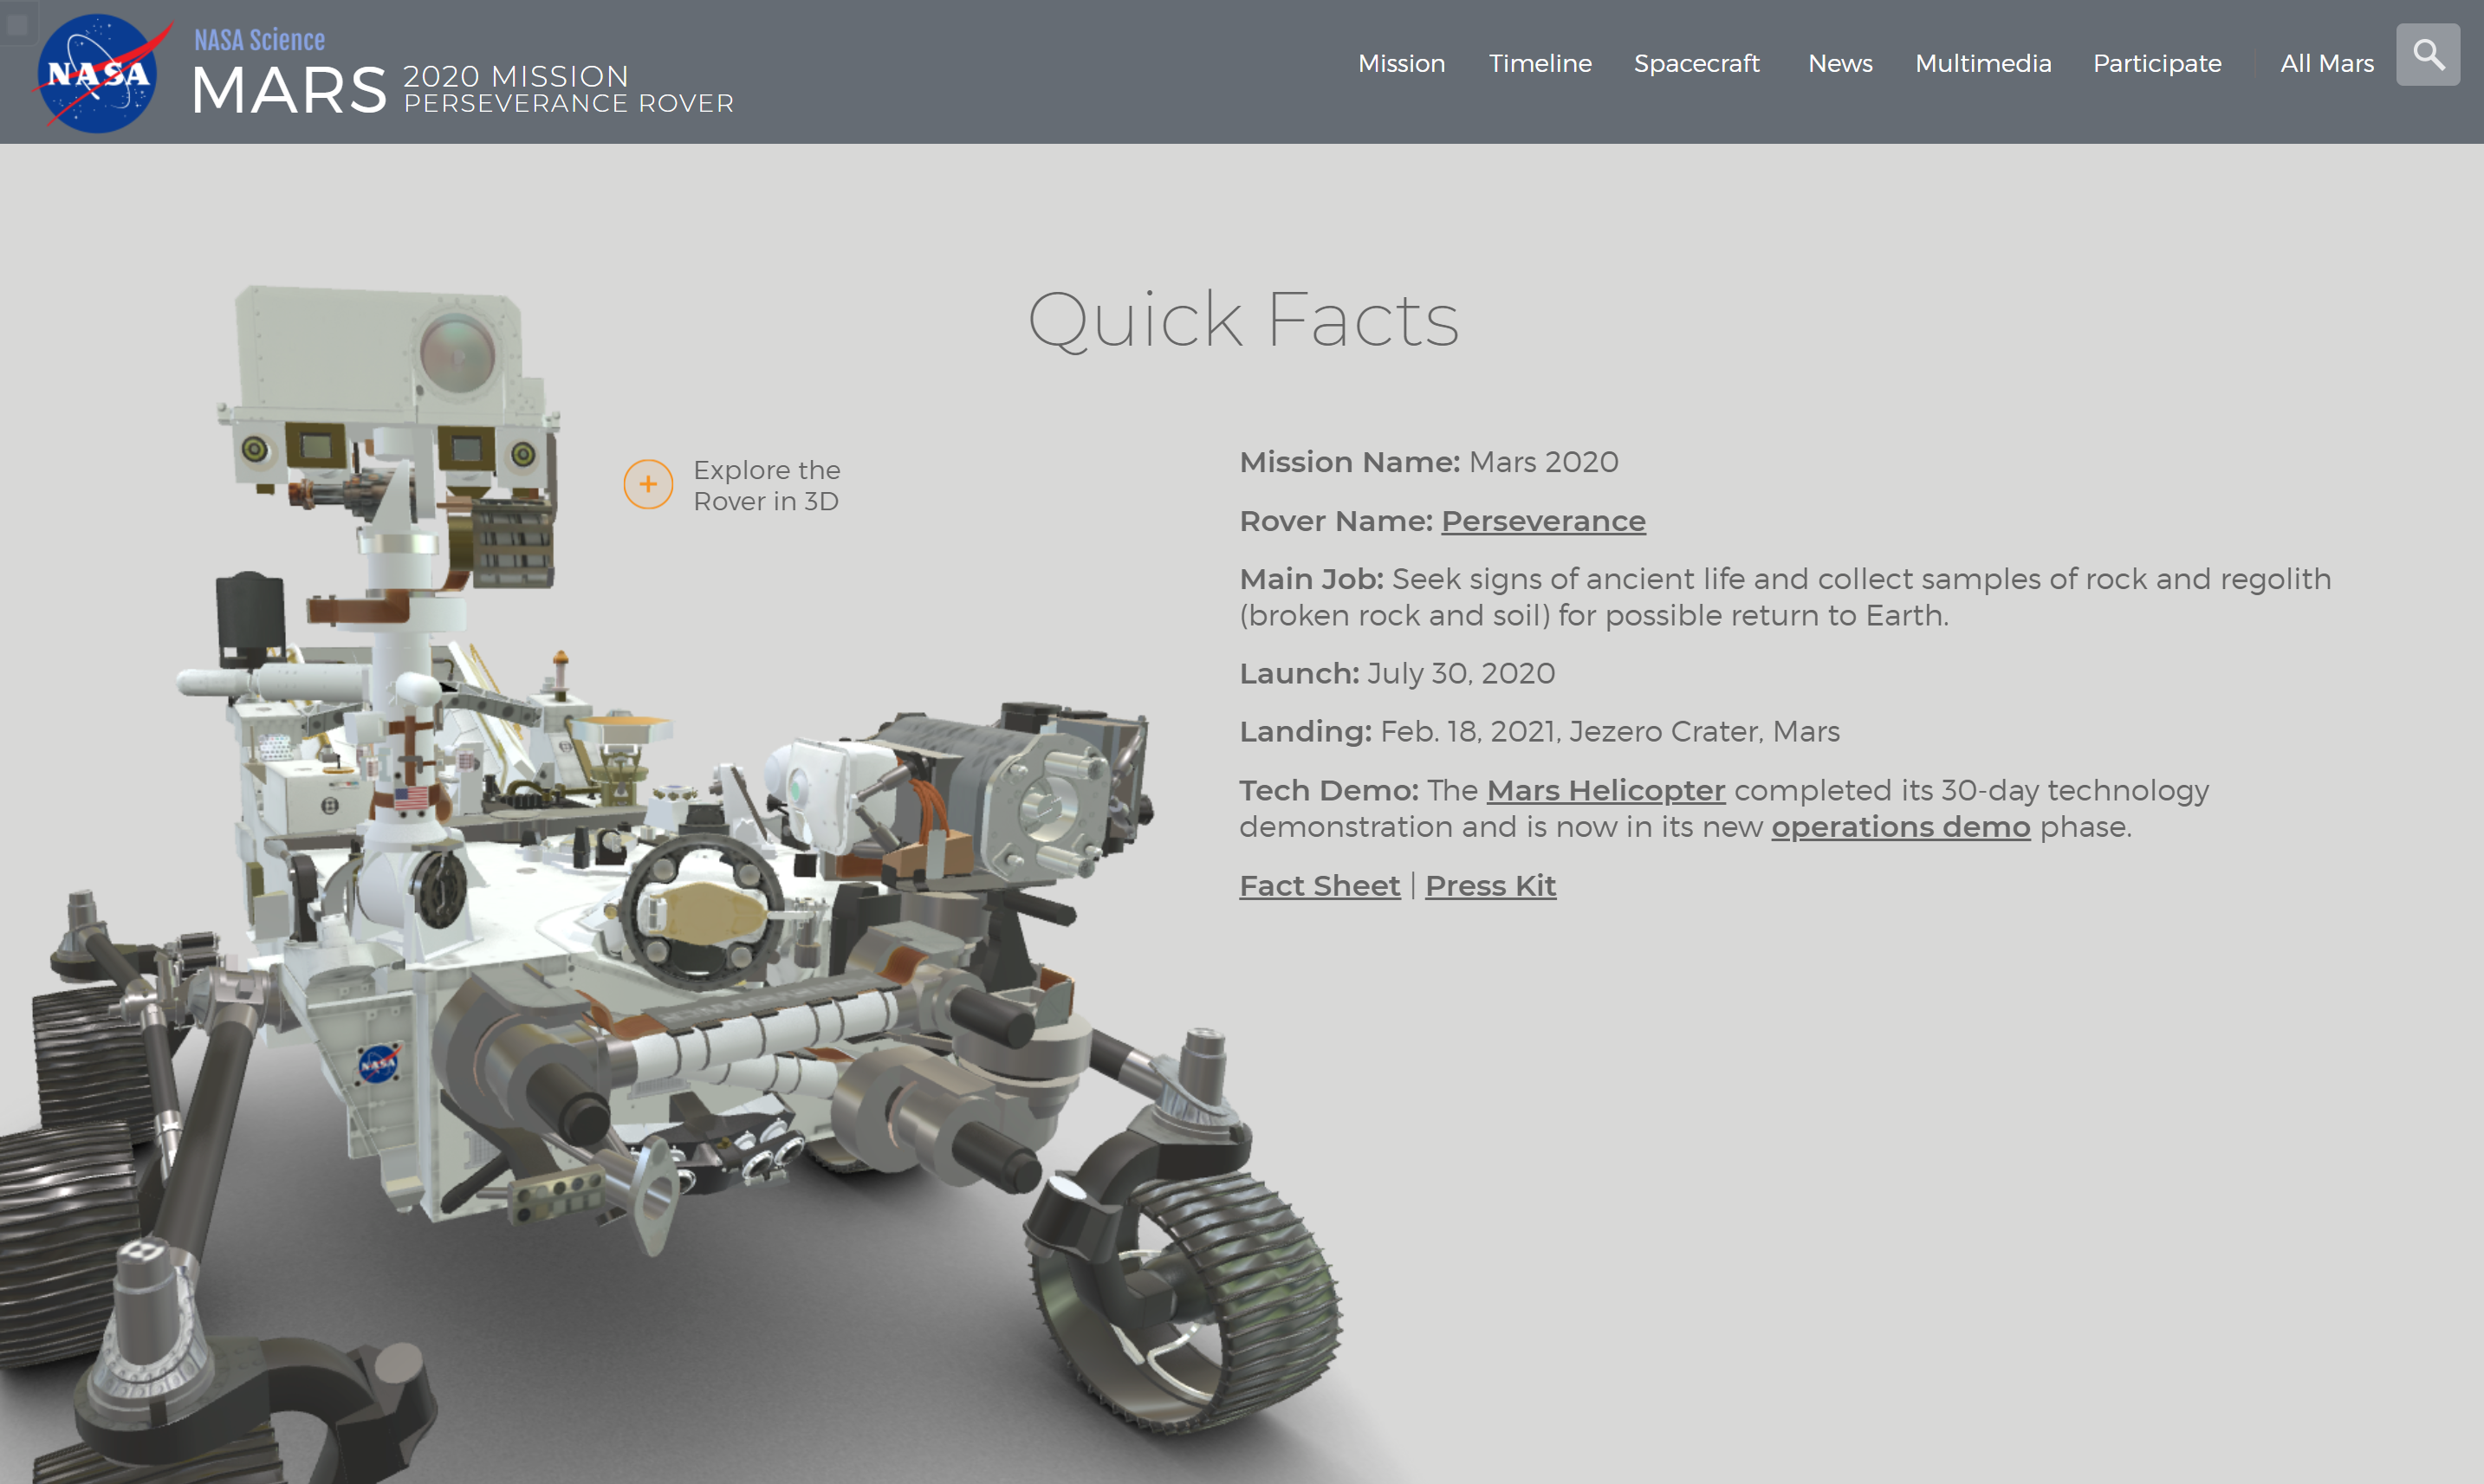 NASA
NASA Science
MARS 2020 MISSION
PERSEVERANCE ROVER
Mission Timeline Spacecraft News Multimedia Participate All Mars
Quick Facts
Explore the
Rover in 3D
Mission Name: Mars 2020
Rover Name: Perseverance
Main Job: Seek signs of ancient life and collect samples of rock and regolith
(broken rock and soil) for possible return to Earth.
Launch: July 30, 2020
Landing: Feb. 18, 2021, Jezero Crater, Mars
Tech Demo: The Mars Helicopter completed its 30-day technology
demonstration and is now in its new operations demo phase.
Fact Sheet | Press Kit
NASA